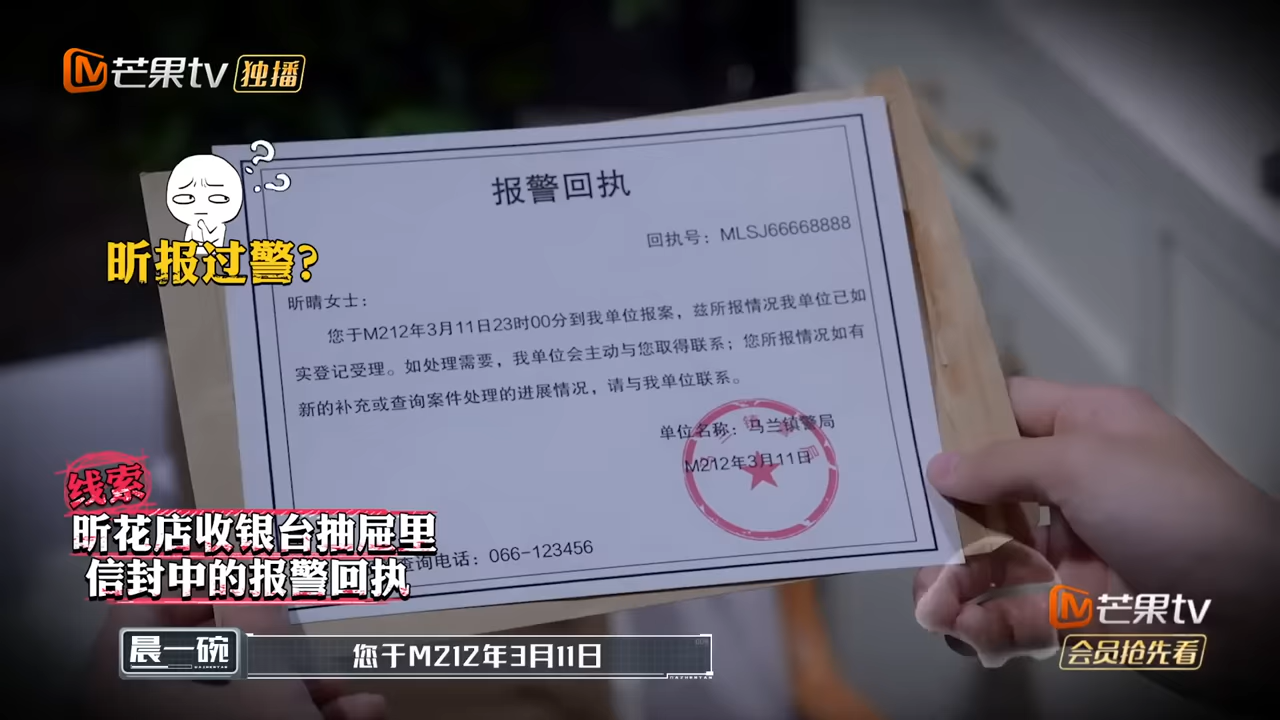 芒果tv 独播
??
昕报过警?
报警回执
回执号：MLSJ66668888
昕晴女士：
您于M212年3月11日23时00分到我单位报案，兹所报情况我单位已如
实登记受理。如处理需要，我单位会主动与您取得联系；您所报情况如有
新的补充或查询案件处理的进展情况，请与我单位联系。
单位名称：马兰镇警局
M212年3月11日
查询电话：066-123456
线索
昕花店收银台抽屉里
信封中的报警回执
晨一碗
您于M212年3月11日
芒果tv
会员抢先看